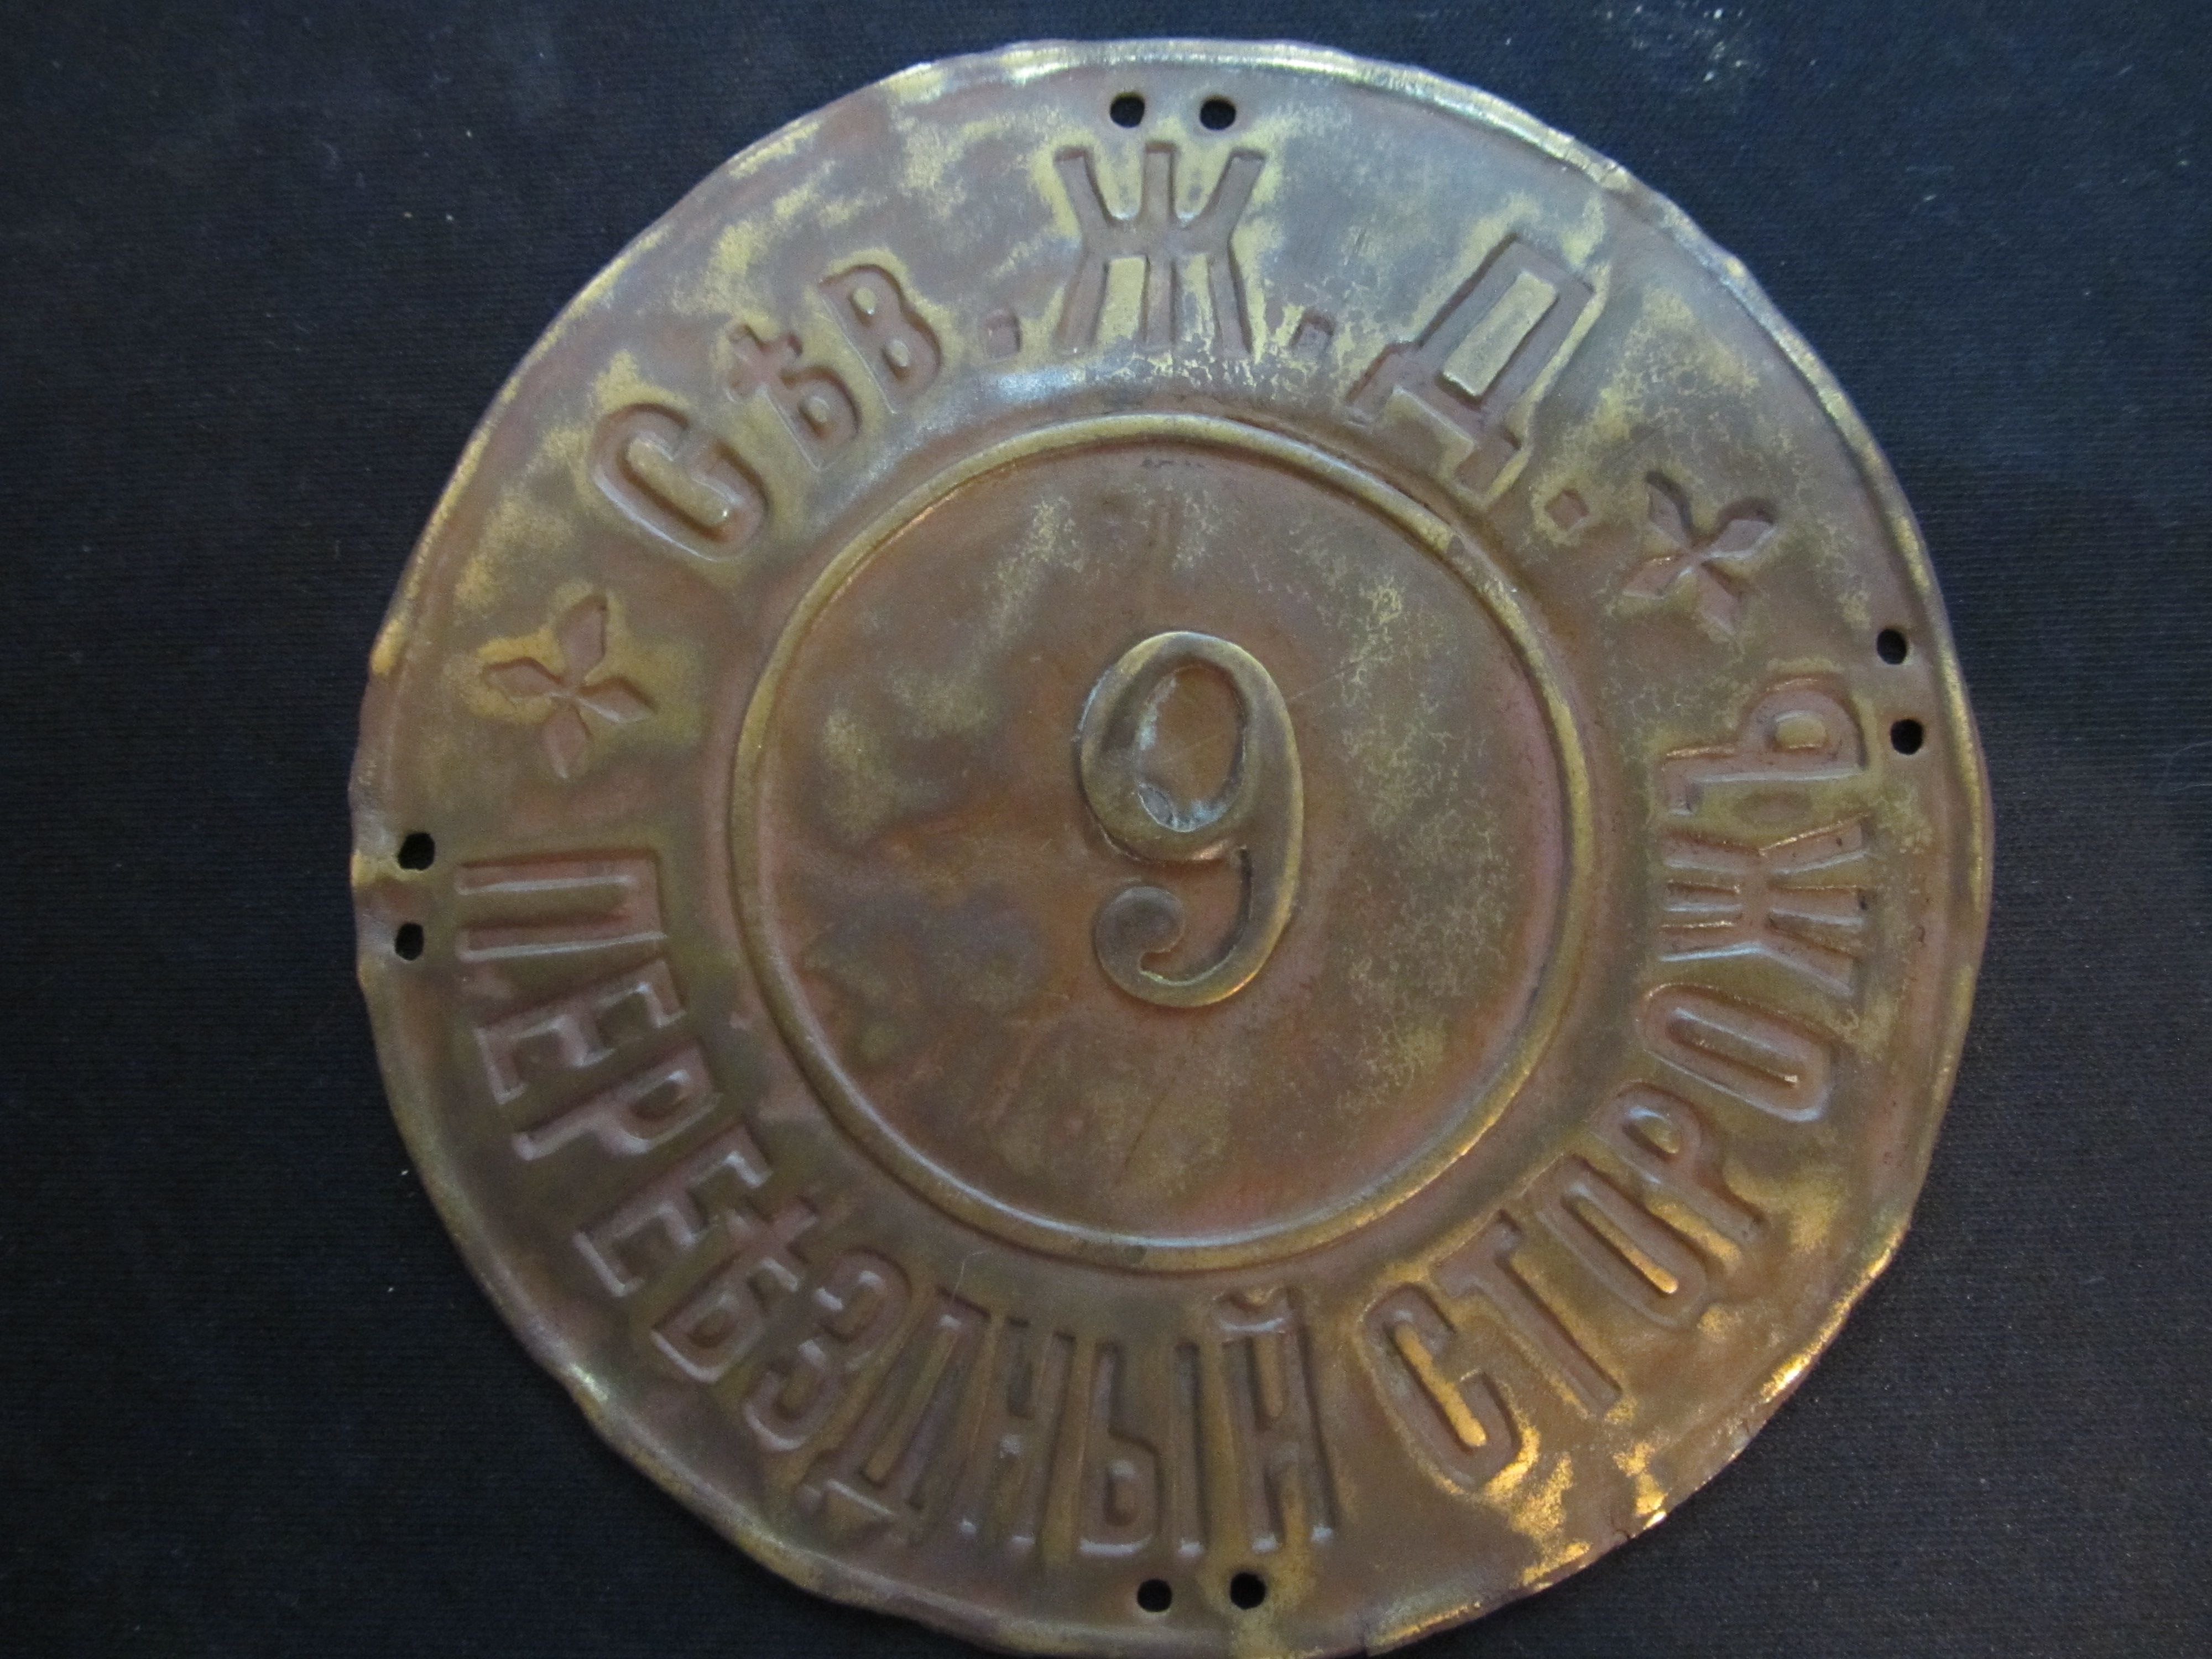 Сѣв. Ж. Д.
9
ПЕРЕѢЗДНЫЙ СТОРОЖЪ